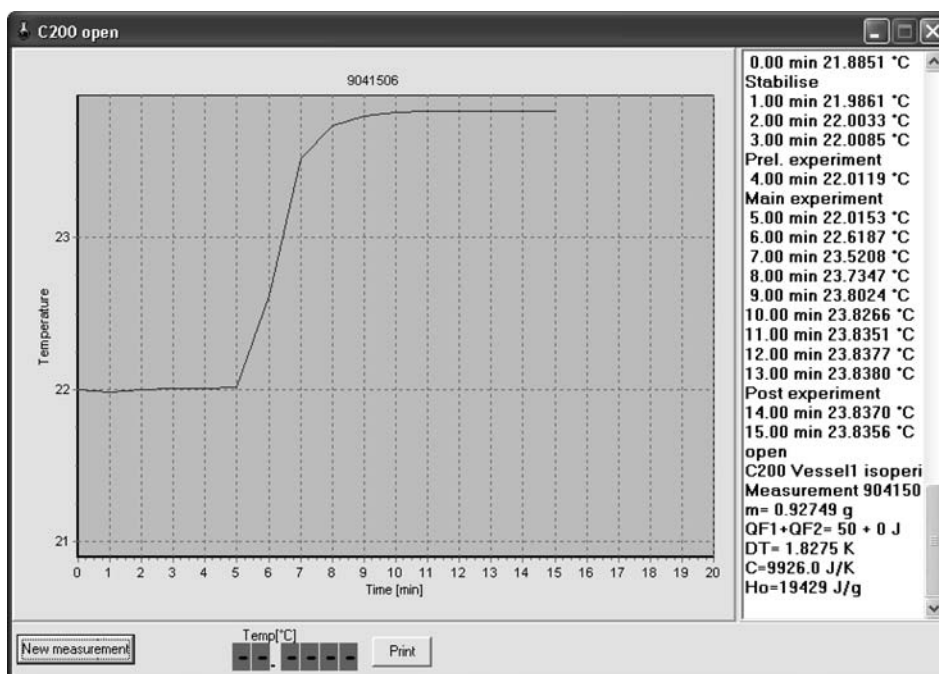 C200 open
9041506
Temperature
23
22
21
0 1 2 3 4 5 6 7 8 9 10 11 12 13 14 15 16 17 18 19 20
Time [min]
0.00 min 21.8851 °C
Stabilise
1.00 min 21.9861 °C
2.00 min 22.0033 °C
3.00 min 22.0085 °C
Prel. experiment
4.00 min 22.0119 °C
Main experiment
5.00 min 22.0153 °C
6.00 min 22.6187 °C
7.00 min 23.5208 °C
8.00 min 23.7347 °C
9.00 min 23.8024 °C
10.00 min 23.8266 °C
11.00 min 23.8351 °C
12.00 min 23.8377 °C
13.00 min 23.8380 °C
Post experiment
14.00 min 23.8370 °C
15.00 min 23.8356 °C
open
C200 Vessel1 isoperi
Measurement 904150
m= 0.92749 g
QF1+QF2= 50 + 0 J
DT= 1.8275 K
C=9926.0 J/K
Ho=19429 J/g
New measurement
Temp[°C]
--.----
Print